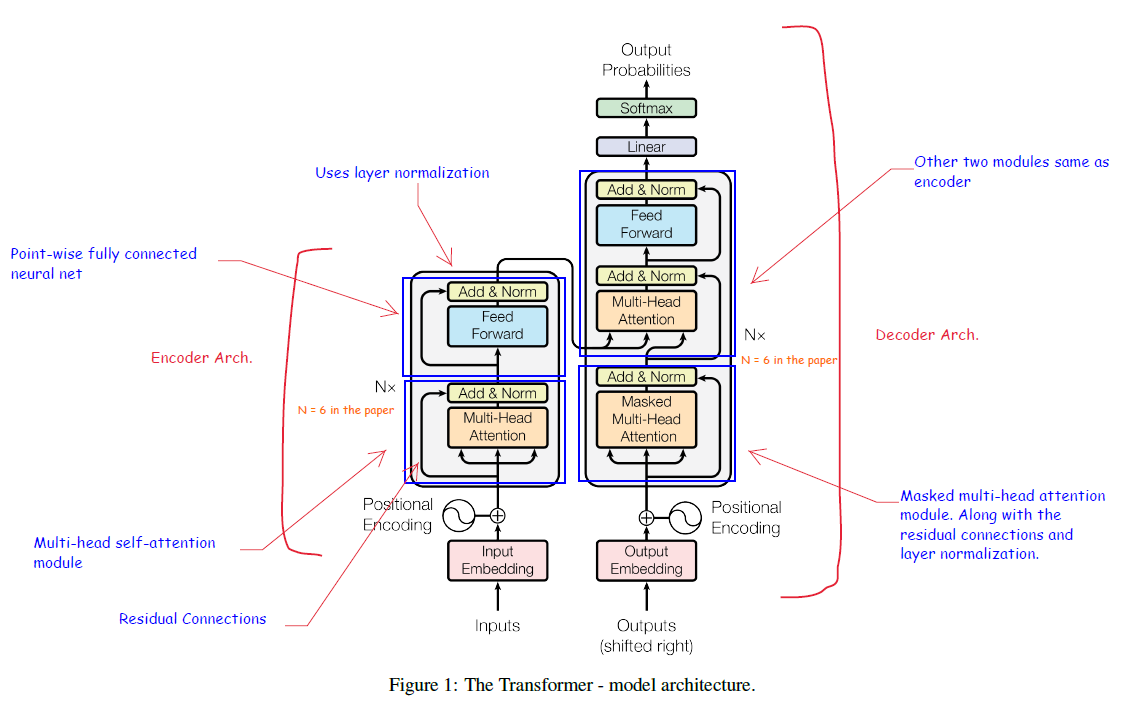 Output
Probabilities
Softmax
Linear
Uses layer normalization
Other two modules same as
encoder
Add & Norm
Feed
Forward
Point-wise fully connected
neural net
Add & Norm
Multi-Head
Attention
Add & Norm
Feed
Forward
Nx
N = 6 in the paper
Decoder Arch.
Encoder Arch.
Nx
N = 6 in the paper
Add & Norm
Multi-Head
Attention
Add & Norm
Masked
Multi-Head
Attention
Masked multi-head attention
module. Along with the
residual connections and
layer normalization.
Positional
Encoding
Positional
Encoding
Multi-head self-attention
module
Input
Embedding
Output
Embedding
Residual Connections
Inputs
Outputs
(shifted right)
Figure 1: The Transformer - model architecture.